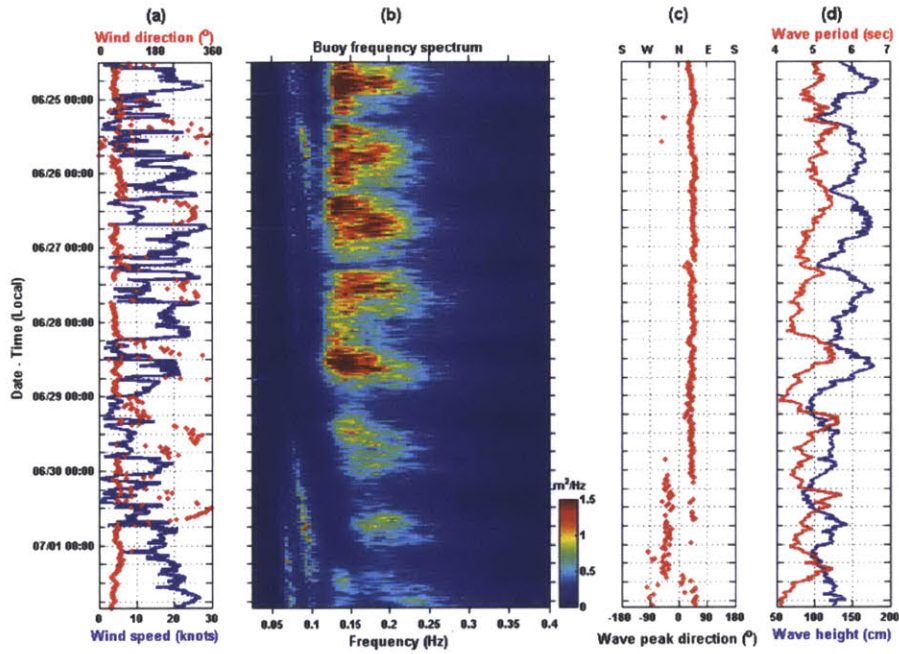 (a) (b) (c) (d)
Wind direction (º)
0 180 360
Buoy frequency spectrum
S W N E S
Wave period (sec)
4 5 6 7
Date - Time (Local)
06/25 00:00
06/26 00:00
06/27 00:00
06/28 00:00
06/29 00:00
06/30 00:00
07/01 00:00
m²/Hz
1.5
1
0.5
0
0 10 20 30
Wind speed (knots)
0.05 0.1 0.15 0.2 0.25 0.3 0.35 0.4
Frequency (Hz)
-180 -90 0 90 180
Wave peak direction (º)
50 100 150 200
Wave height (cm)